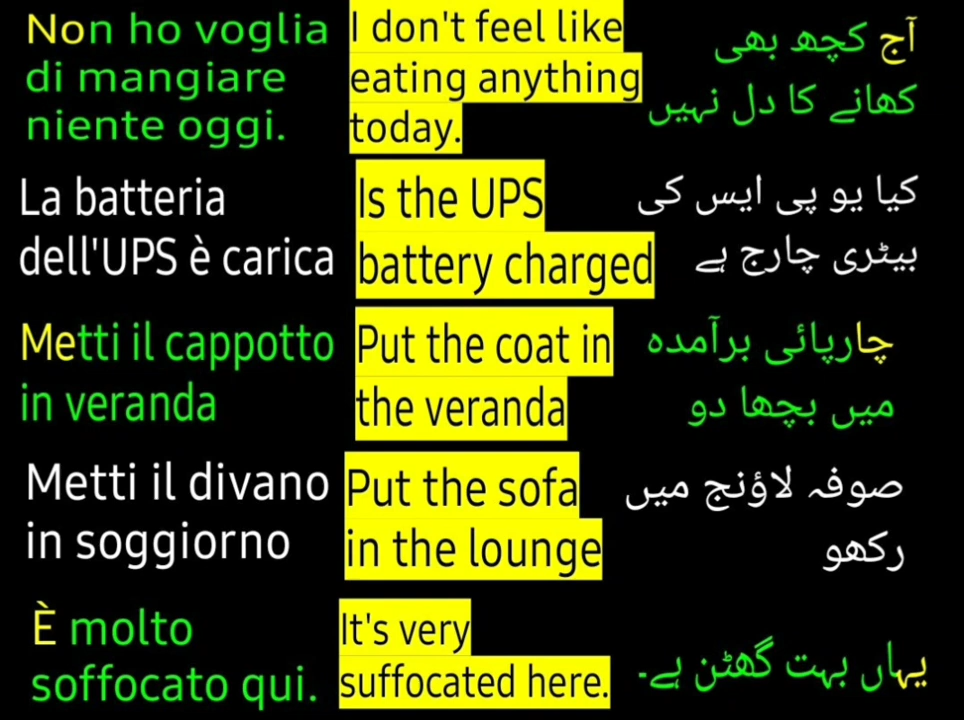 Non ho voglia
di mangiare
niente oggi.
I don't feel like
eating anything
today.
آج کچھ بھی
کھانے کا دل نہیں
La batteria
dell'UPS è carica
Is the UPS
battery charged
کیا یو پی ایس کی
بیٹری چارج ہے
Metti il cappotto
in veranda
Put the coat in
the veranda
چارپائی برآمدہ
میں بچھا دو
Metti il divano
in soggiorno
Put the sofa
in the lounge
صوفہ لاؤنج میں
رکھو
È molto
soffocato qui.
It's very
suffocated here.
یہاں بہت گھٹن ہے۔